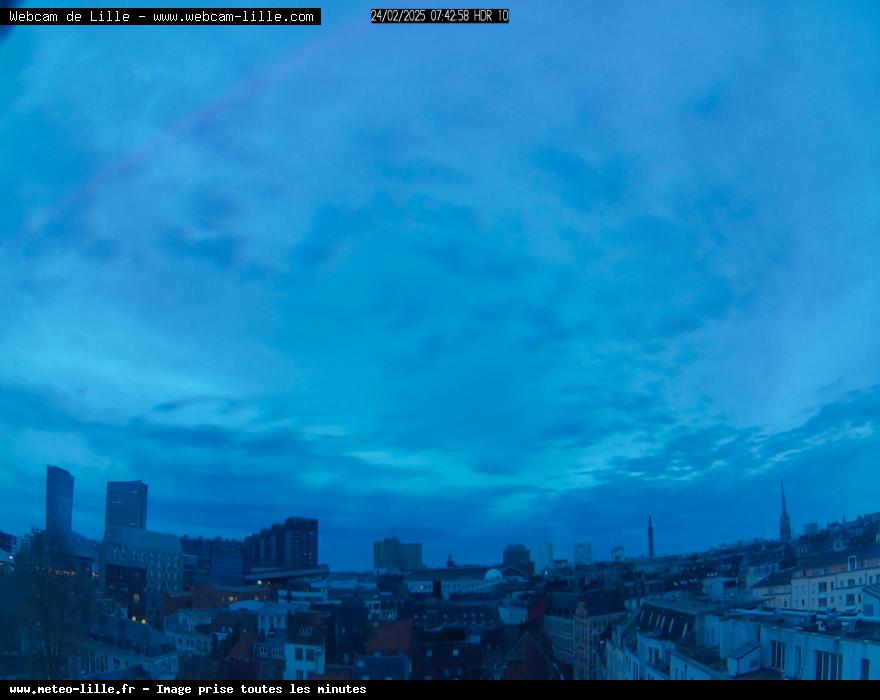 Webcam de Lille - www.webcam-lille.com
24/02/2025 07:42:58 HDR 10
www.meteo-lille.fr - Image prise toutes les minutes